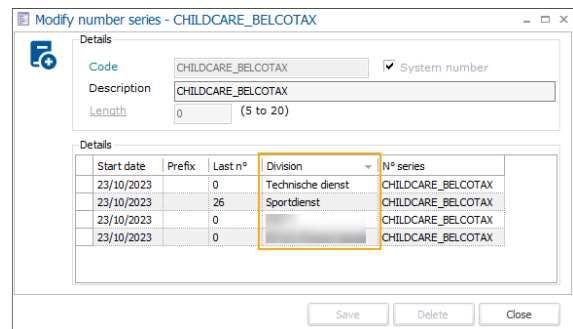 Modify number series - CHILDCARE_BELCOTAX
Details
Code CHILDCARE_BELCOTAX System number
Description CHILDCARE_BELCOTAX
Length 0 (5 to 20)
Details
Start date Prefix Last n° Division N° series
23/10/2023 0 Technische dienst CHILDCARE_BELCOTAX
23/10/2023 26 Sportdienst CHILDCARE_BELCOTAX
23/10/2023 0 CHILDCARE_BELCOTAX
23/10/2023 0 CHILDCARE_BELCOTAX
Save Delete Close